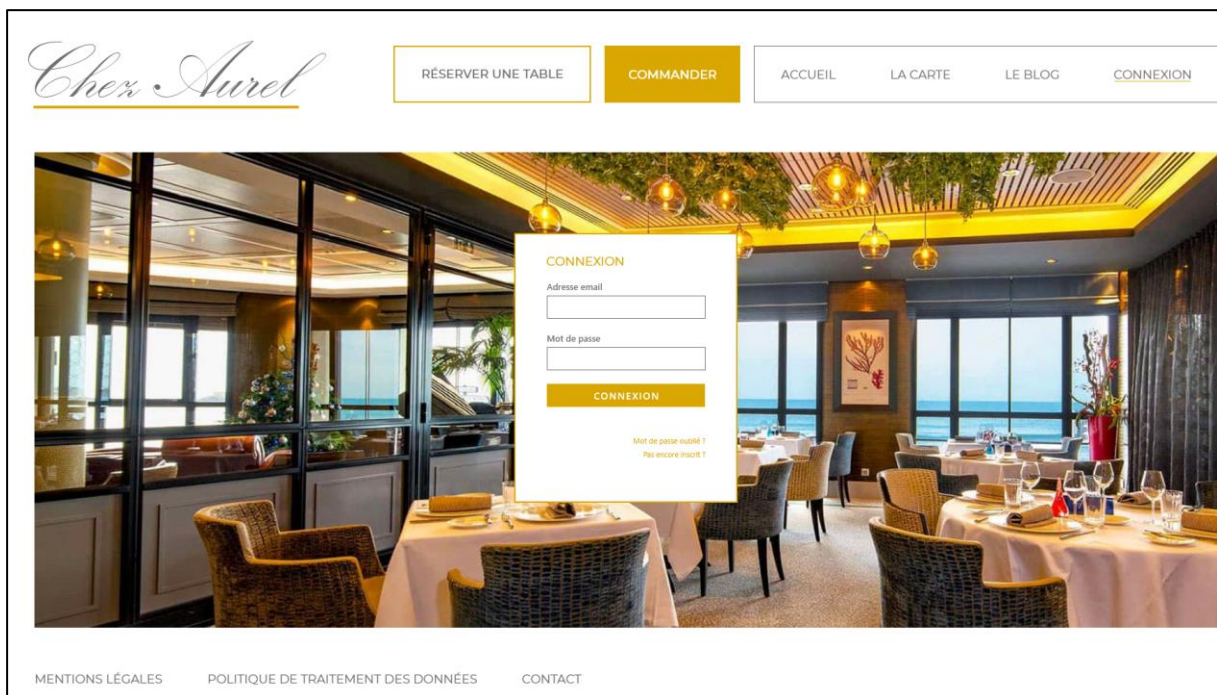 Chez Aurel
RÉSERVER UNE TABLE
COMMANDER
ACCUEIL
LA CARTE
LE BLOG
CONNEXION
CONNEXION
Adresse email
Mot de passe
CONNEXION
Mot de passe oublié ?
Pas encore inscrit ?
MENTIONS LÉGALES
POLITIQUE DE TRAITEMENT DES DONNÉES
CONTACT